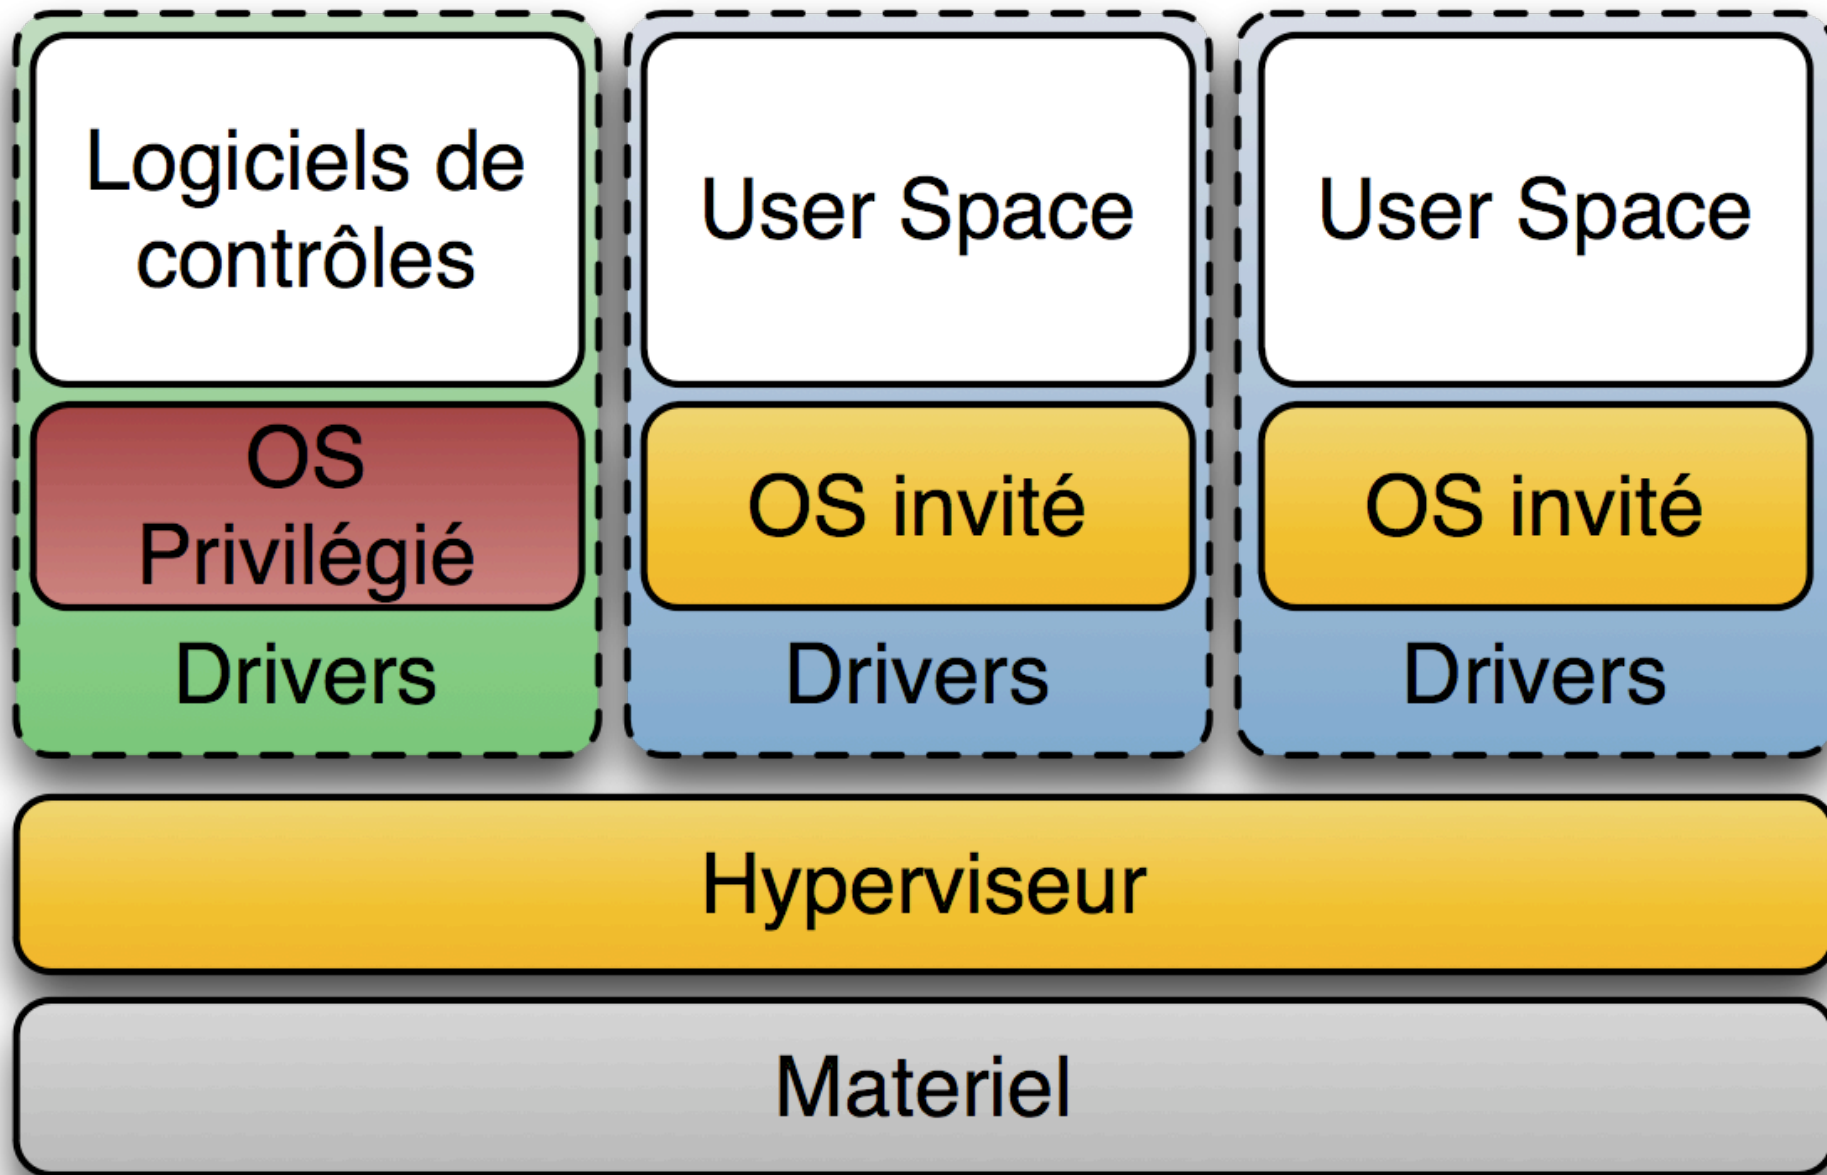 Logiciels de
contrôles
User Space
User Space
OS
Privilégié
OS invité
OS invité
Drivers
Drivers
Drivers
Hyperviseur
Materiel